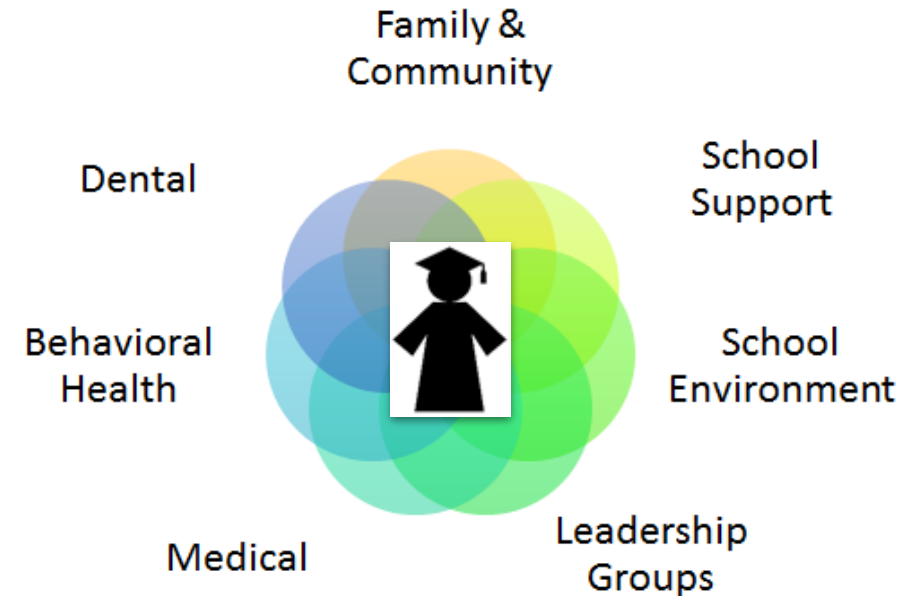 Family &
Community
School
Support
School
Environment
Leadership
Groups
Medical
Behavioral
Health
Dental